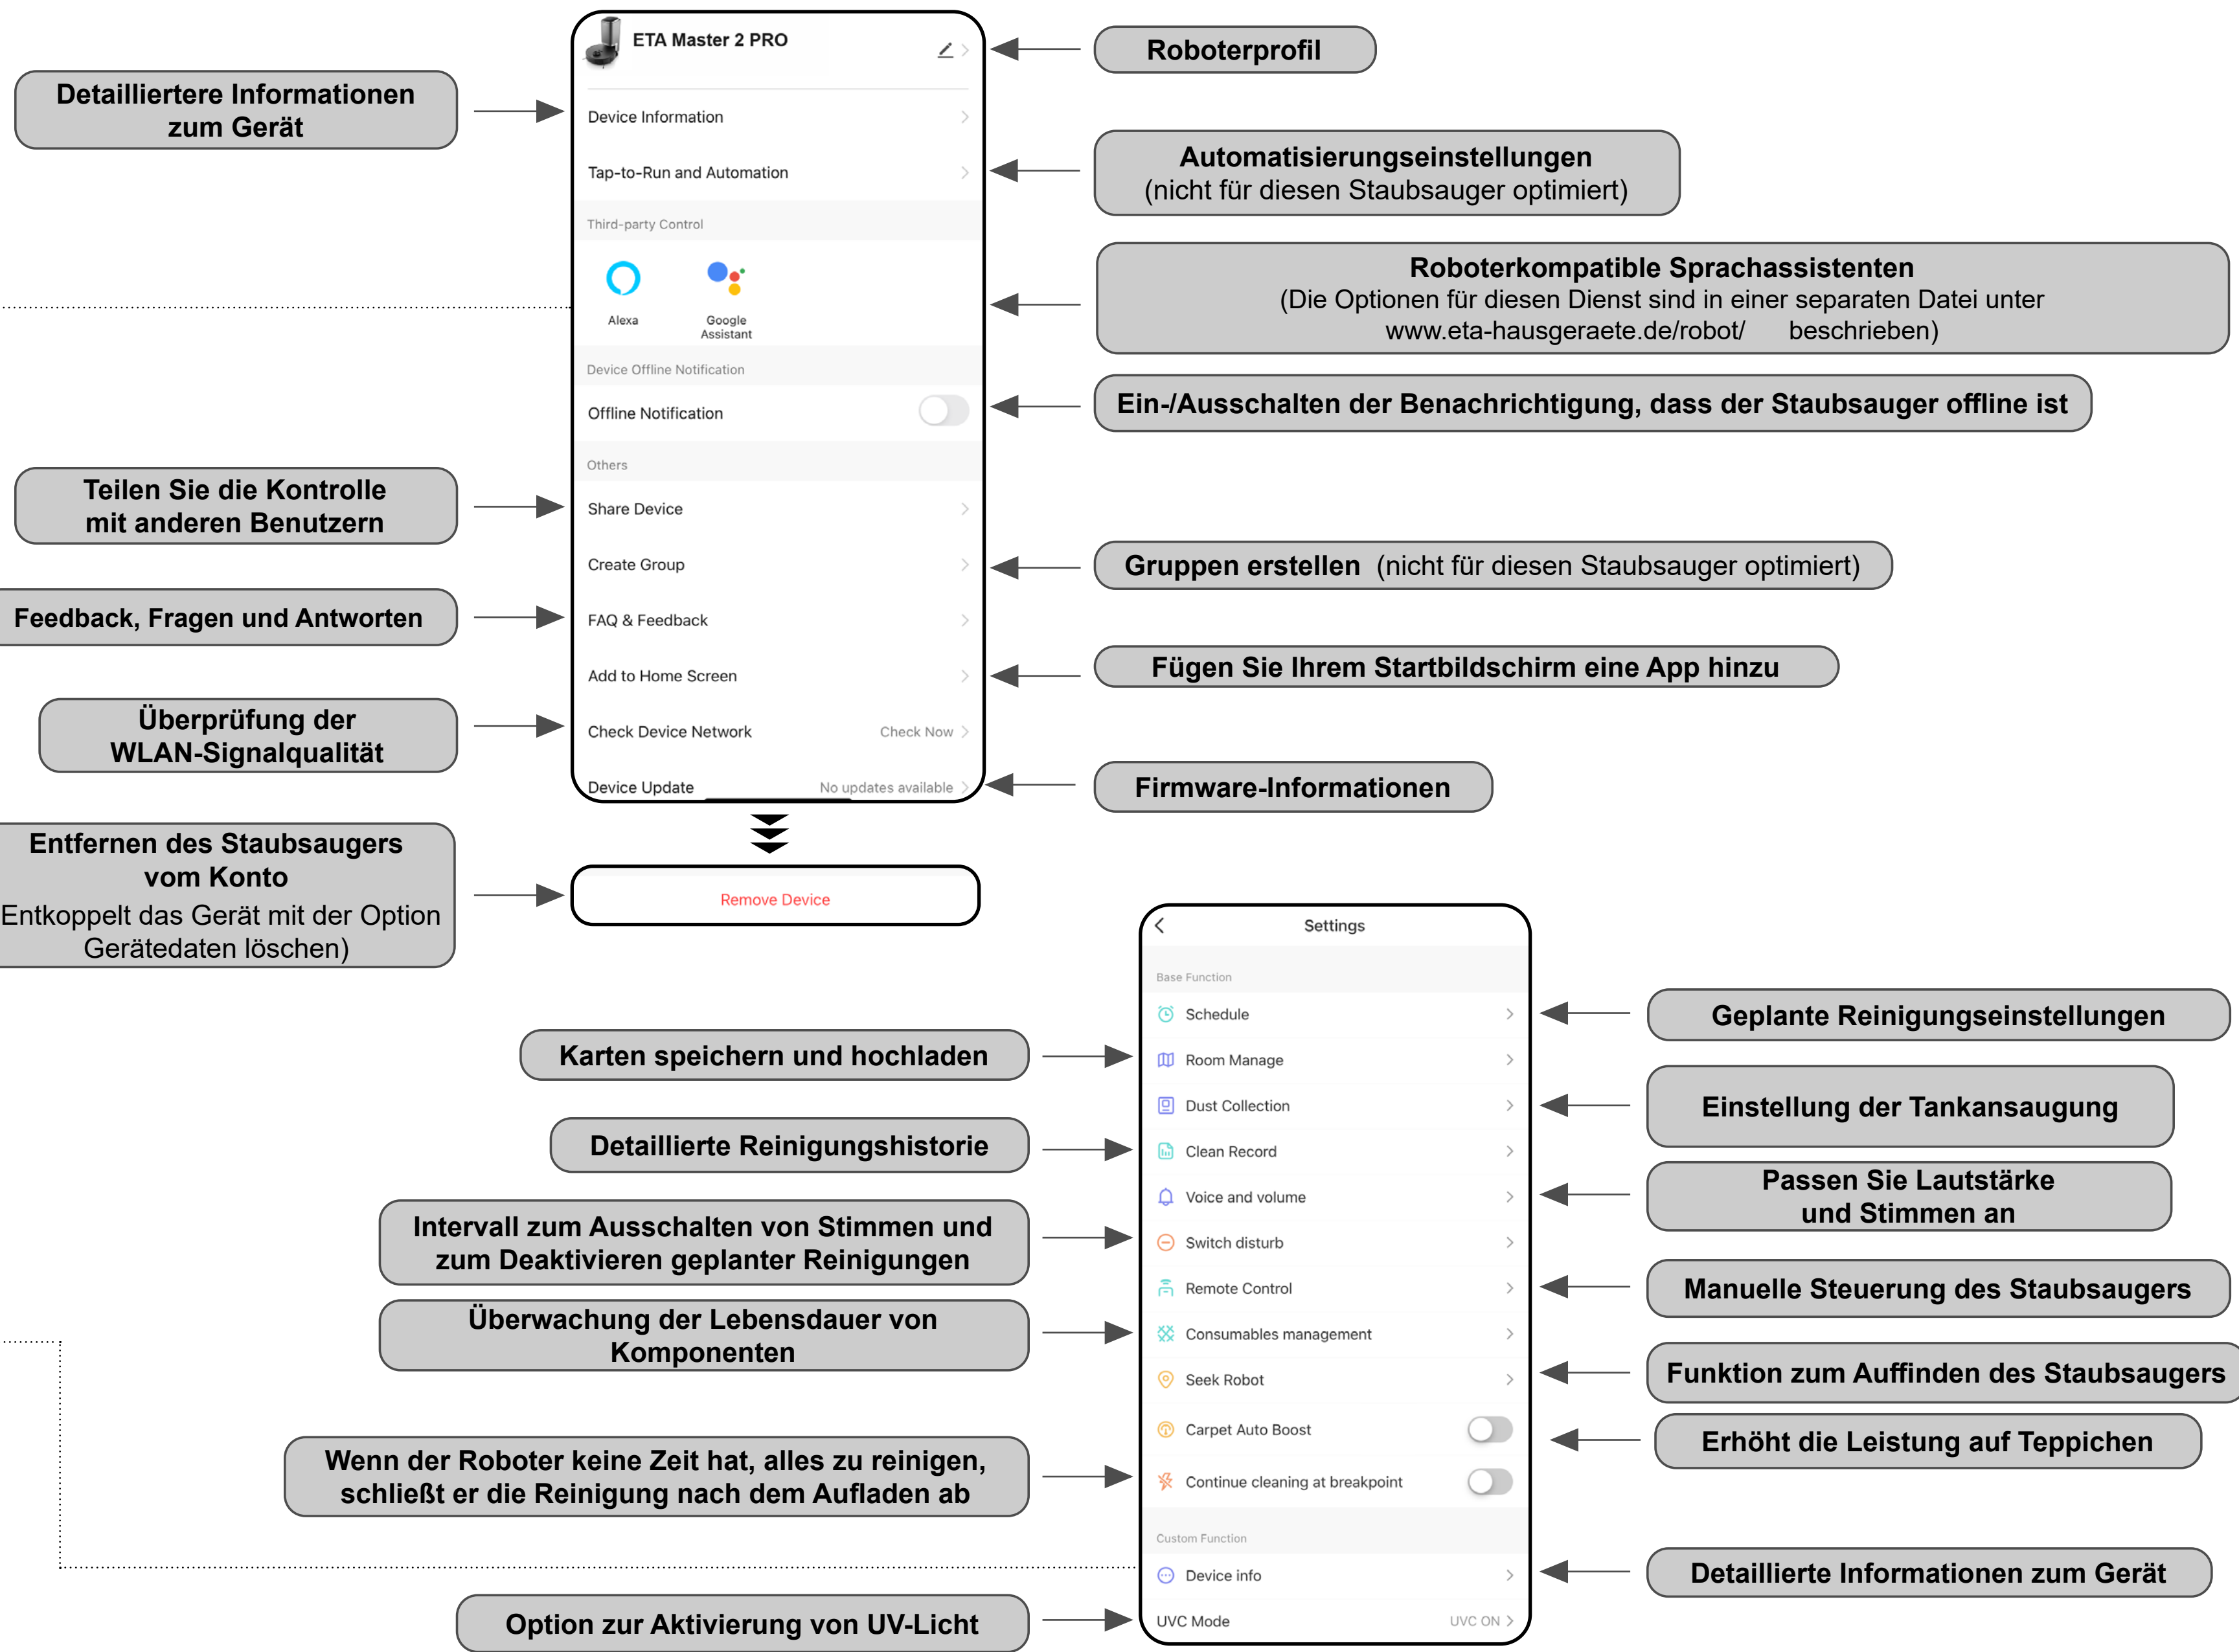 ETA Master 2 PRO
Roboterprofil
Detailliertere Informationen
zum Gerät
Device Information
Tap-to-Run and Automation
Automatisierungseinstellungen
(nicht für diesen Staubsauger optimiert)
Third-party Control
Alexa
Google
Assistant
Roboterkompatible Sprachassistenten
(Die Optionen für diesen Dienst sind in einer separaten Datei unter
www.eta-hausgeraete.de/robot/ beschrieben)
Device Offline Notification
Offline Notification
Ein-/Ausschalten der Benachrichtigung, dass der Staubsauger offline ist
Others
Teilen Sie die Kontrolle
mit anderen Benutzern
Share Device
Create Group
Gruppen erstellen (nicht für diesen Staubsauger optimiert)
Feedback, Fragen und Antworten
FAQ & Feedback
Add to Home Screen
Fügen Sie Ihrem Startbildschirm eine App hinzu
Überprüfung der
WLAN-Signalqualität
Check Device Network Check Now
Device Update No updates available
Firmware-Informationen
Entfernen des Staubsaugers
vom Konto
Entkoppelt das Gerät mit der Option
Gerätedaten löschen)
Remove Device
Settings
Base Function
Schedule
Geplante Reinigungseinstellungen
Karten speichern und hochladen
Room Manage
Dust Collection
Einstellung der Tankansaugung
Detaillierte Reinigungshistorie
Clean Record
Voice and volume
Passen Sie Lautstärke
und Stimmen an
Intervall zum Ausschalten von Stimmen und
zum Deaktivieren geplanter Reinigungen
Switch disturb
Remote Control
Manuelle Steuerung des Staubsaugers
Überwachung der Lebensdauer von
Komponenten
Consumables management
Seek Robot
Funktion zum Auffinden des Staubsaugers
Carpet Auto Boost
Erhöht die Leistung auf Teppichen
Wenn der Roboter keine Zeit hat, alles zu reinigen,
schließt er die Reinigung nach dem Aufladen ab
Continue cleaning at breakpoint
Custom Function
Device info
Detaillierte Informationen zum Gerät
Option zur Aktivierung von UV-Licht
UVC Mode UVC ON